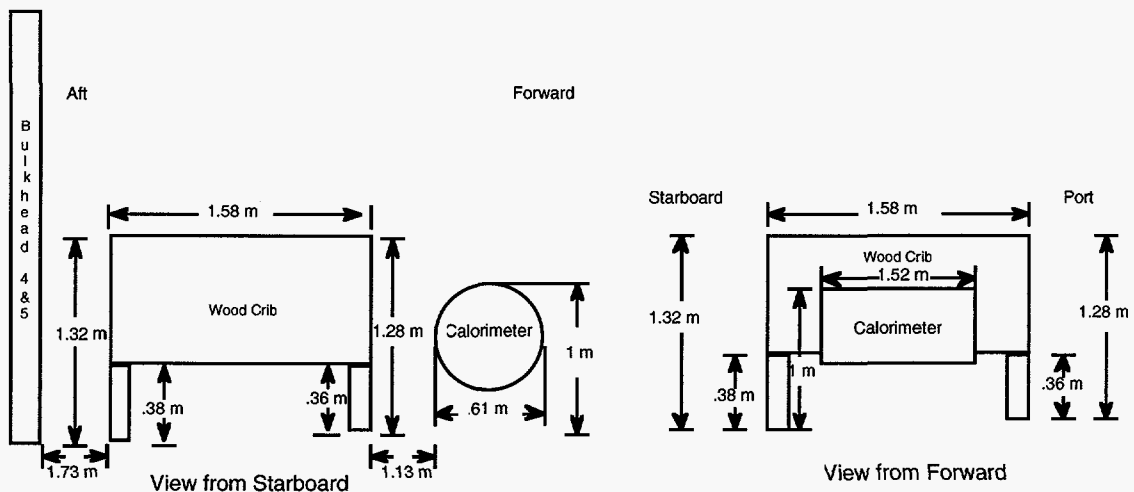 Bulkhead 4&5
Aft
Forward
1.58 m
Wood Crib
1.32 m
1.28 m
Calorimeter
1 m
.38 m
.36 m
.61 m
1.73 m
1.13 m
View from Starboard
Starboard
Port
1.58 m
Wood Crib
1.52 m
1.32 m
1.28 m
Calorimeter
1 m
.38 m
.36 m
View from Forward